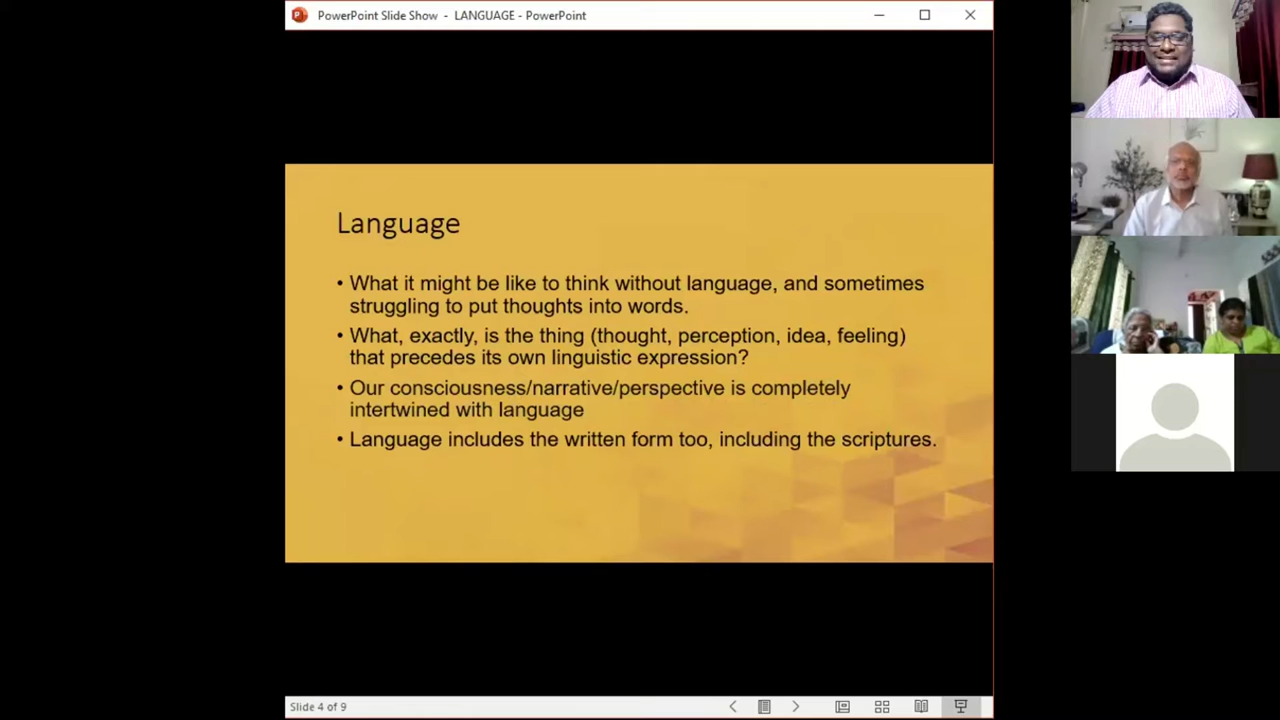 PowerPoint Slide Show - LANGUAGE - PowerPoint
Language
• What it might be like to think without language, and sometimes
struggling to put thoughts into words.
• What, exactly, is the thing (thought, perception, idea, feeling)
that precedes its own linguistic expression?
• Our consciousness/narrative/perspective is completely
intertwined with language
• Language includes the written form too, including the scriptures.
Slide 4 of 9